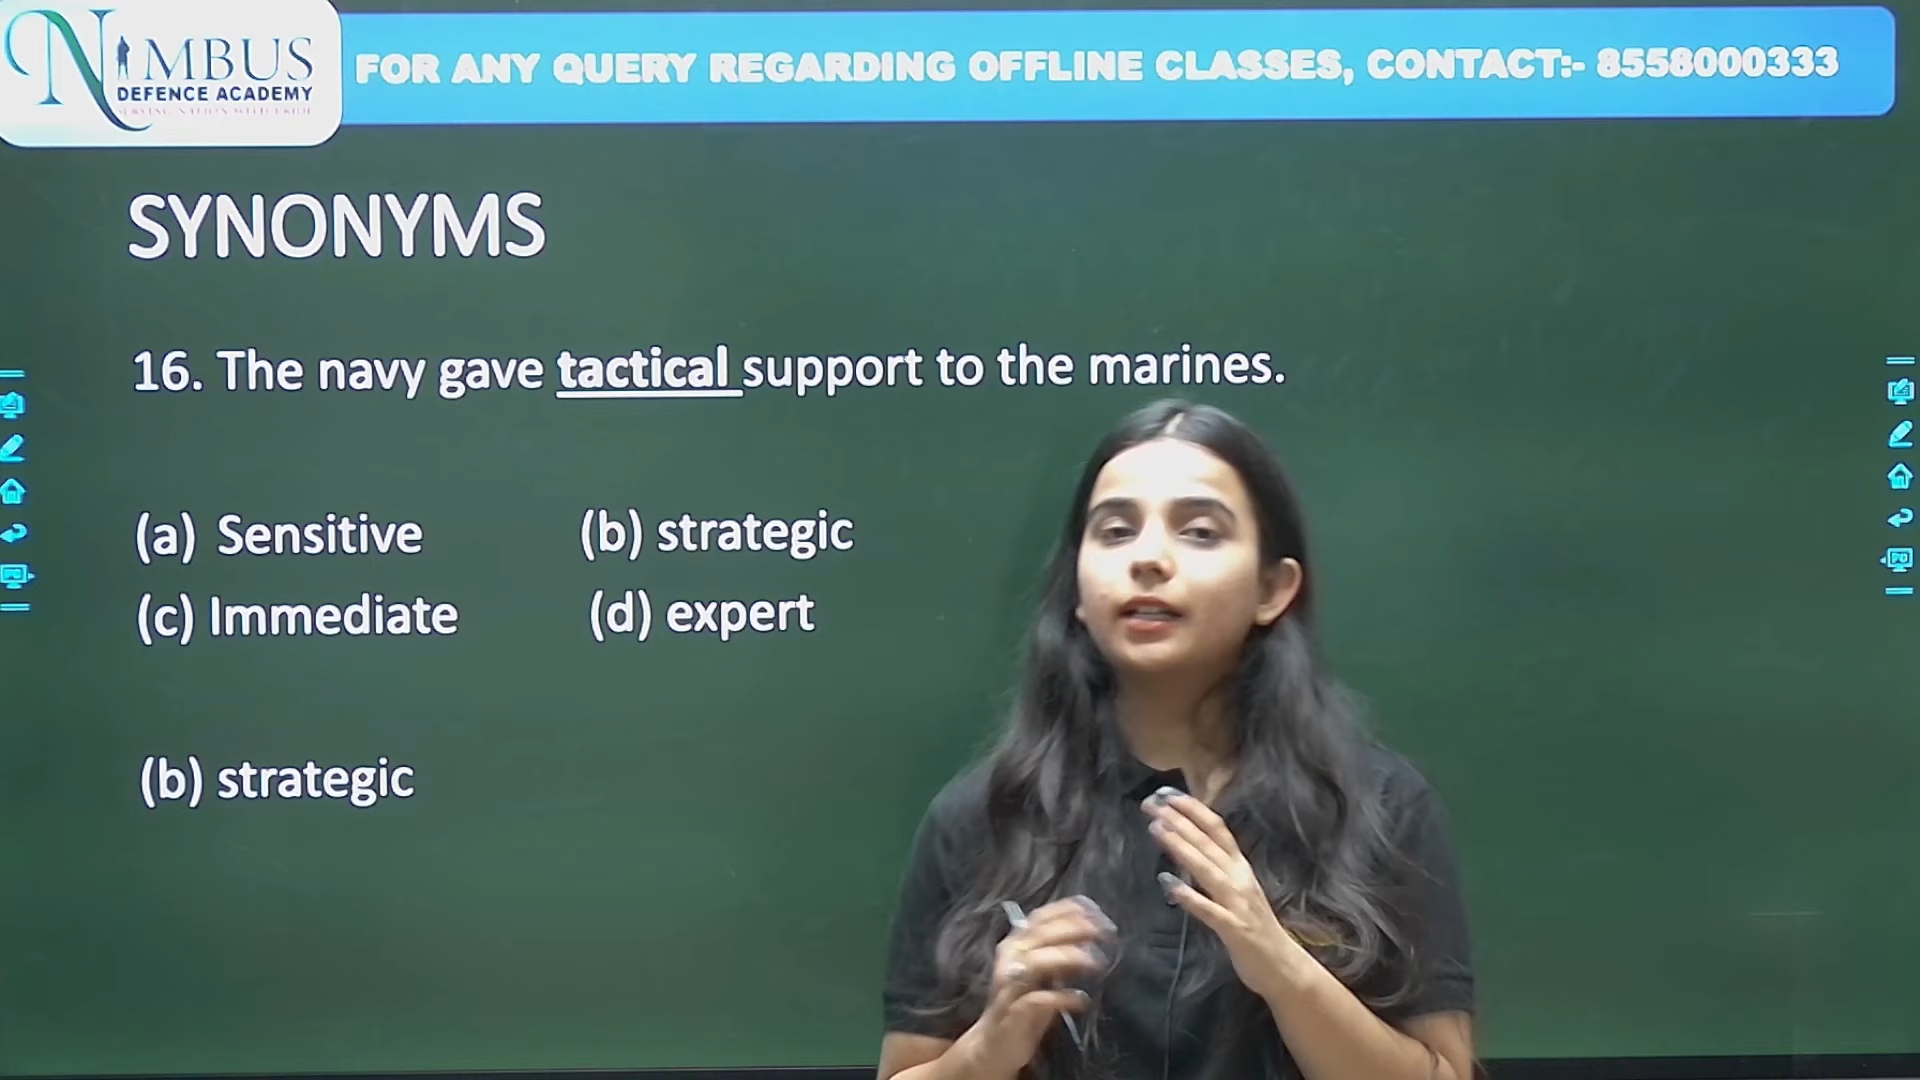 NIMBUS
DEFENCE ACADEMY
FOR ANY QUERY REGARDING OFFLINE CLASSES, CONTACT:- 8558000333
SYNONYMS
16. The navy gave tactical support to the marines.
(a) Sensitive (b) strategic
(c) Immediate (d) expert
(b) strategic